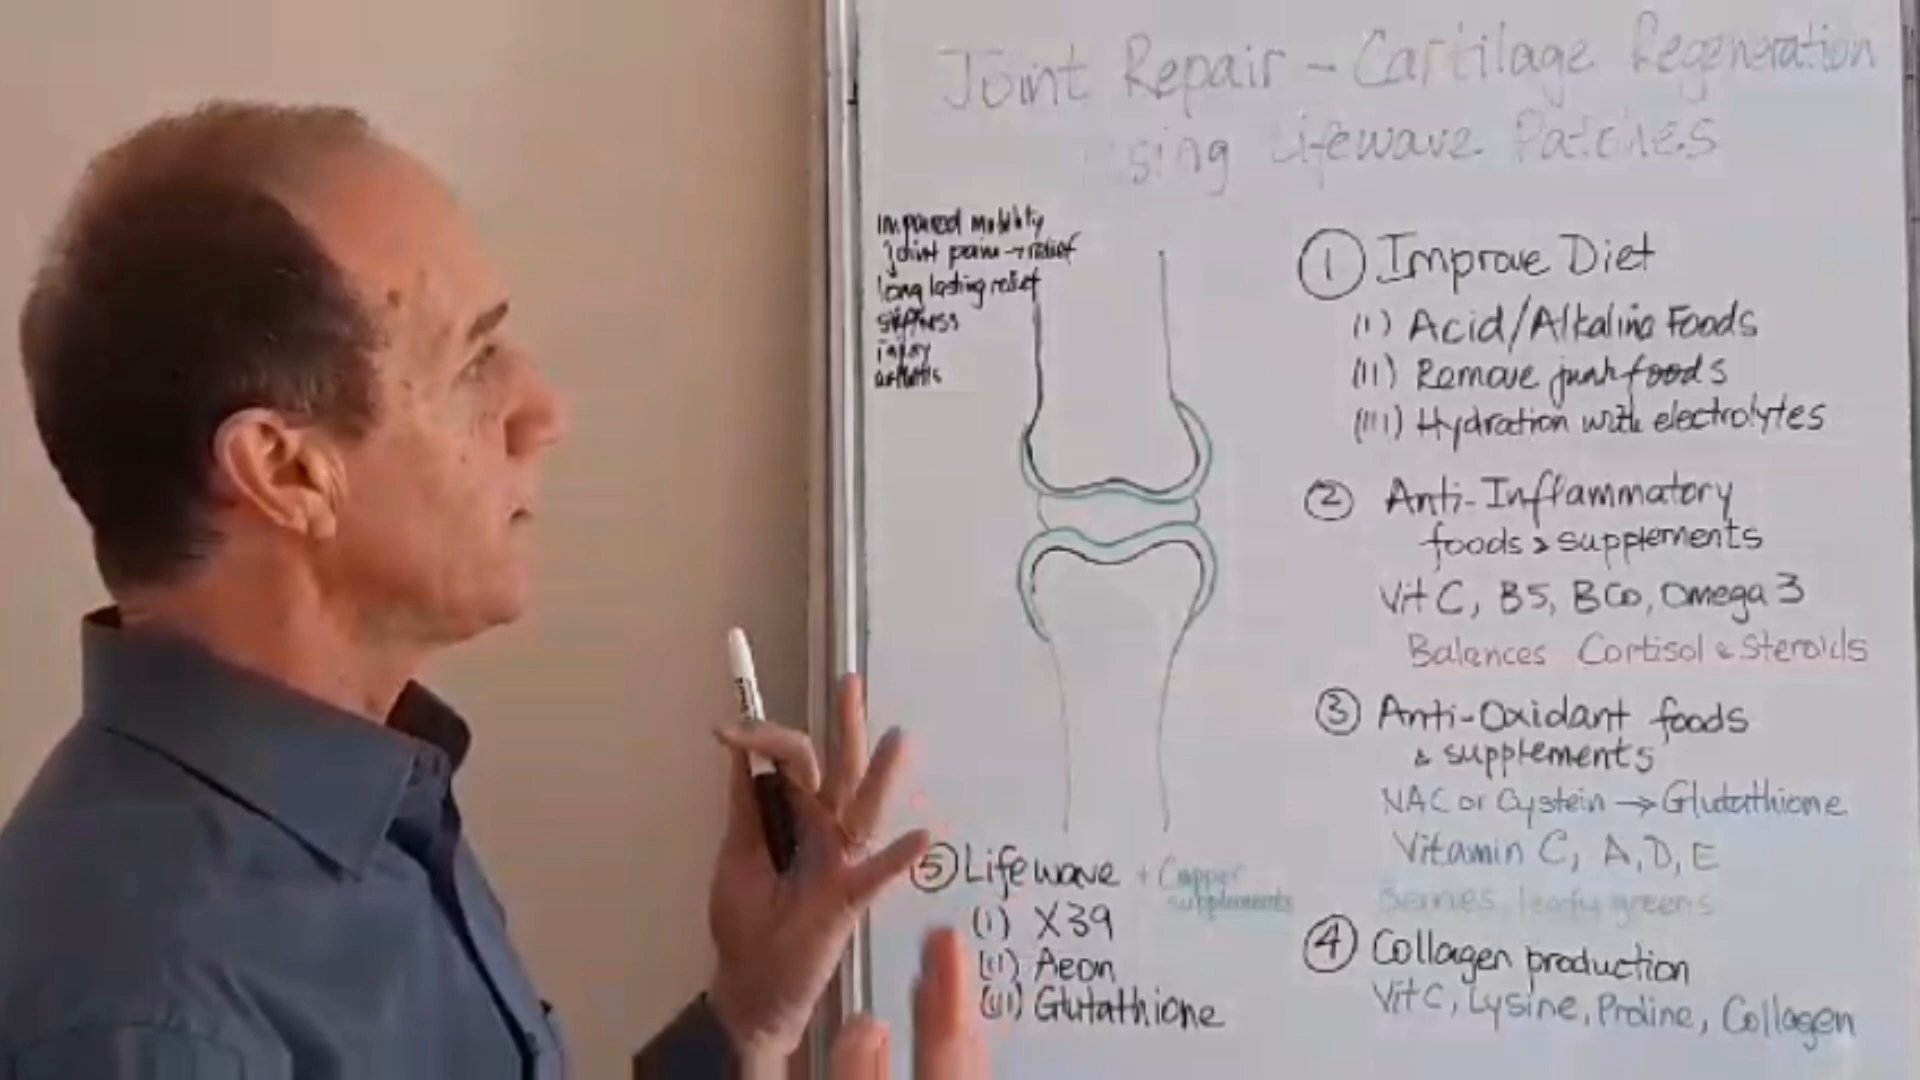 Joint Repair - Cartilage Regeneration
using Lifewave Patches
Impaired mobility
joint pain → relief
long lasting relief
stiffness
injury
arthritis
① Improve Diet
(i) Acid/Alkaline Foods
(ii) Remove junk foods
(iii) Hydration with electrolytes
② Anti-Inflammatory
foods & supplements
Vit C, B5, BCo, Omega 3
Balances Cortisol & Steroids
③ Anti-Oxidant foods
& supplements
NAC or Cystein → Glutathione
Vitamin C, A, D, E
Berries, leafy greens
④ Collagen production
Vit C, Lysine, Proline, Collagen
⑤ Lifewave + Copper
supplements
(i) X39
(ii) Aeon
(iii) Glutathione